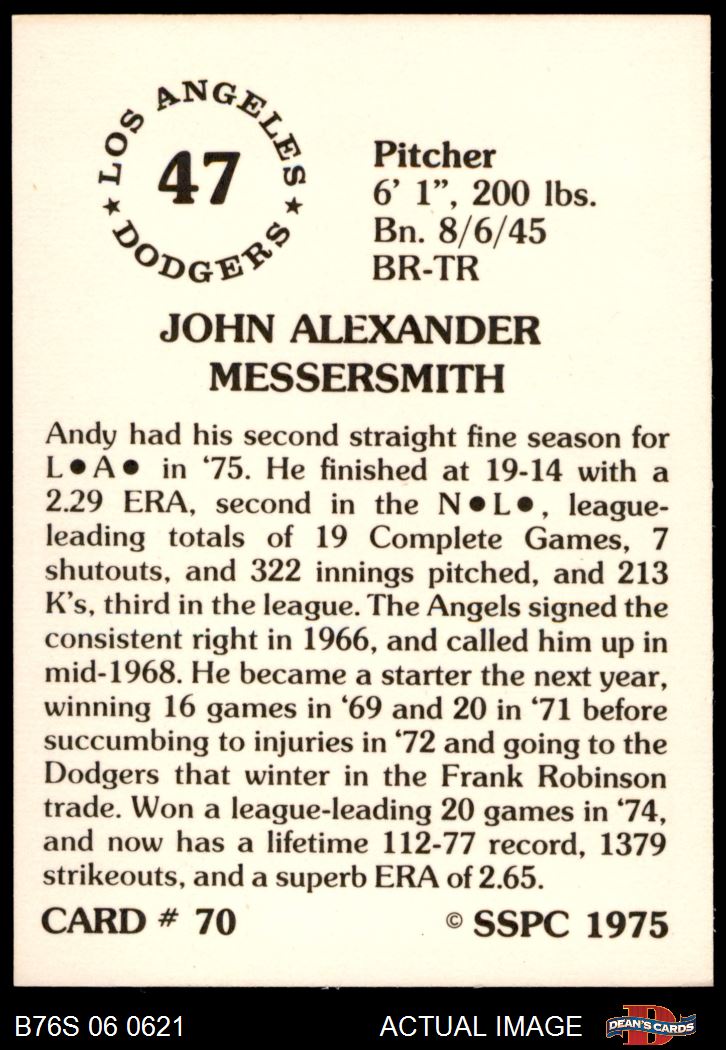 LOS ANGELES
47
★ DODGERS ★
Pitcher
6’ 1”, 200 lbs.
Bn. 8/6/45
BR-TR
JOHN ALEXANDER
MESSERSMITH
Andy had his second straight fine season for
L●A● in ‘75. He finished at 19-14 with a
2.29 ERA, second in the N●L●, league-
leading totals of 19 Complete Games, 7
shutouts, and 322 innings pitched, and 213
K’s, third in the league. The Angels signed the
consistent right in 1966, and called him up in
mid-1968. He became a starter the next year,
winning 16 games in ‘69 and 20 in ‘71 before
succumbing to injuries in ‘72 and going to the
Dodgers that winter in the Frank Robinson
trade. Won a league-leading 20 games in ‘74,
and now has a lifetime 112-77 record, 1379
strikeouts, and a superb ERA of 2.65.
CARD # 70 © SSPC 1975
B76S 06 0621 ACTUAL IMAGE D DEAN'S CARDS